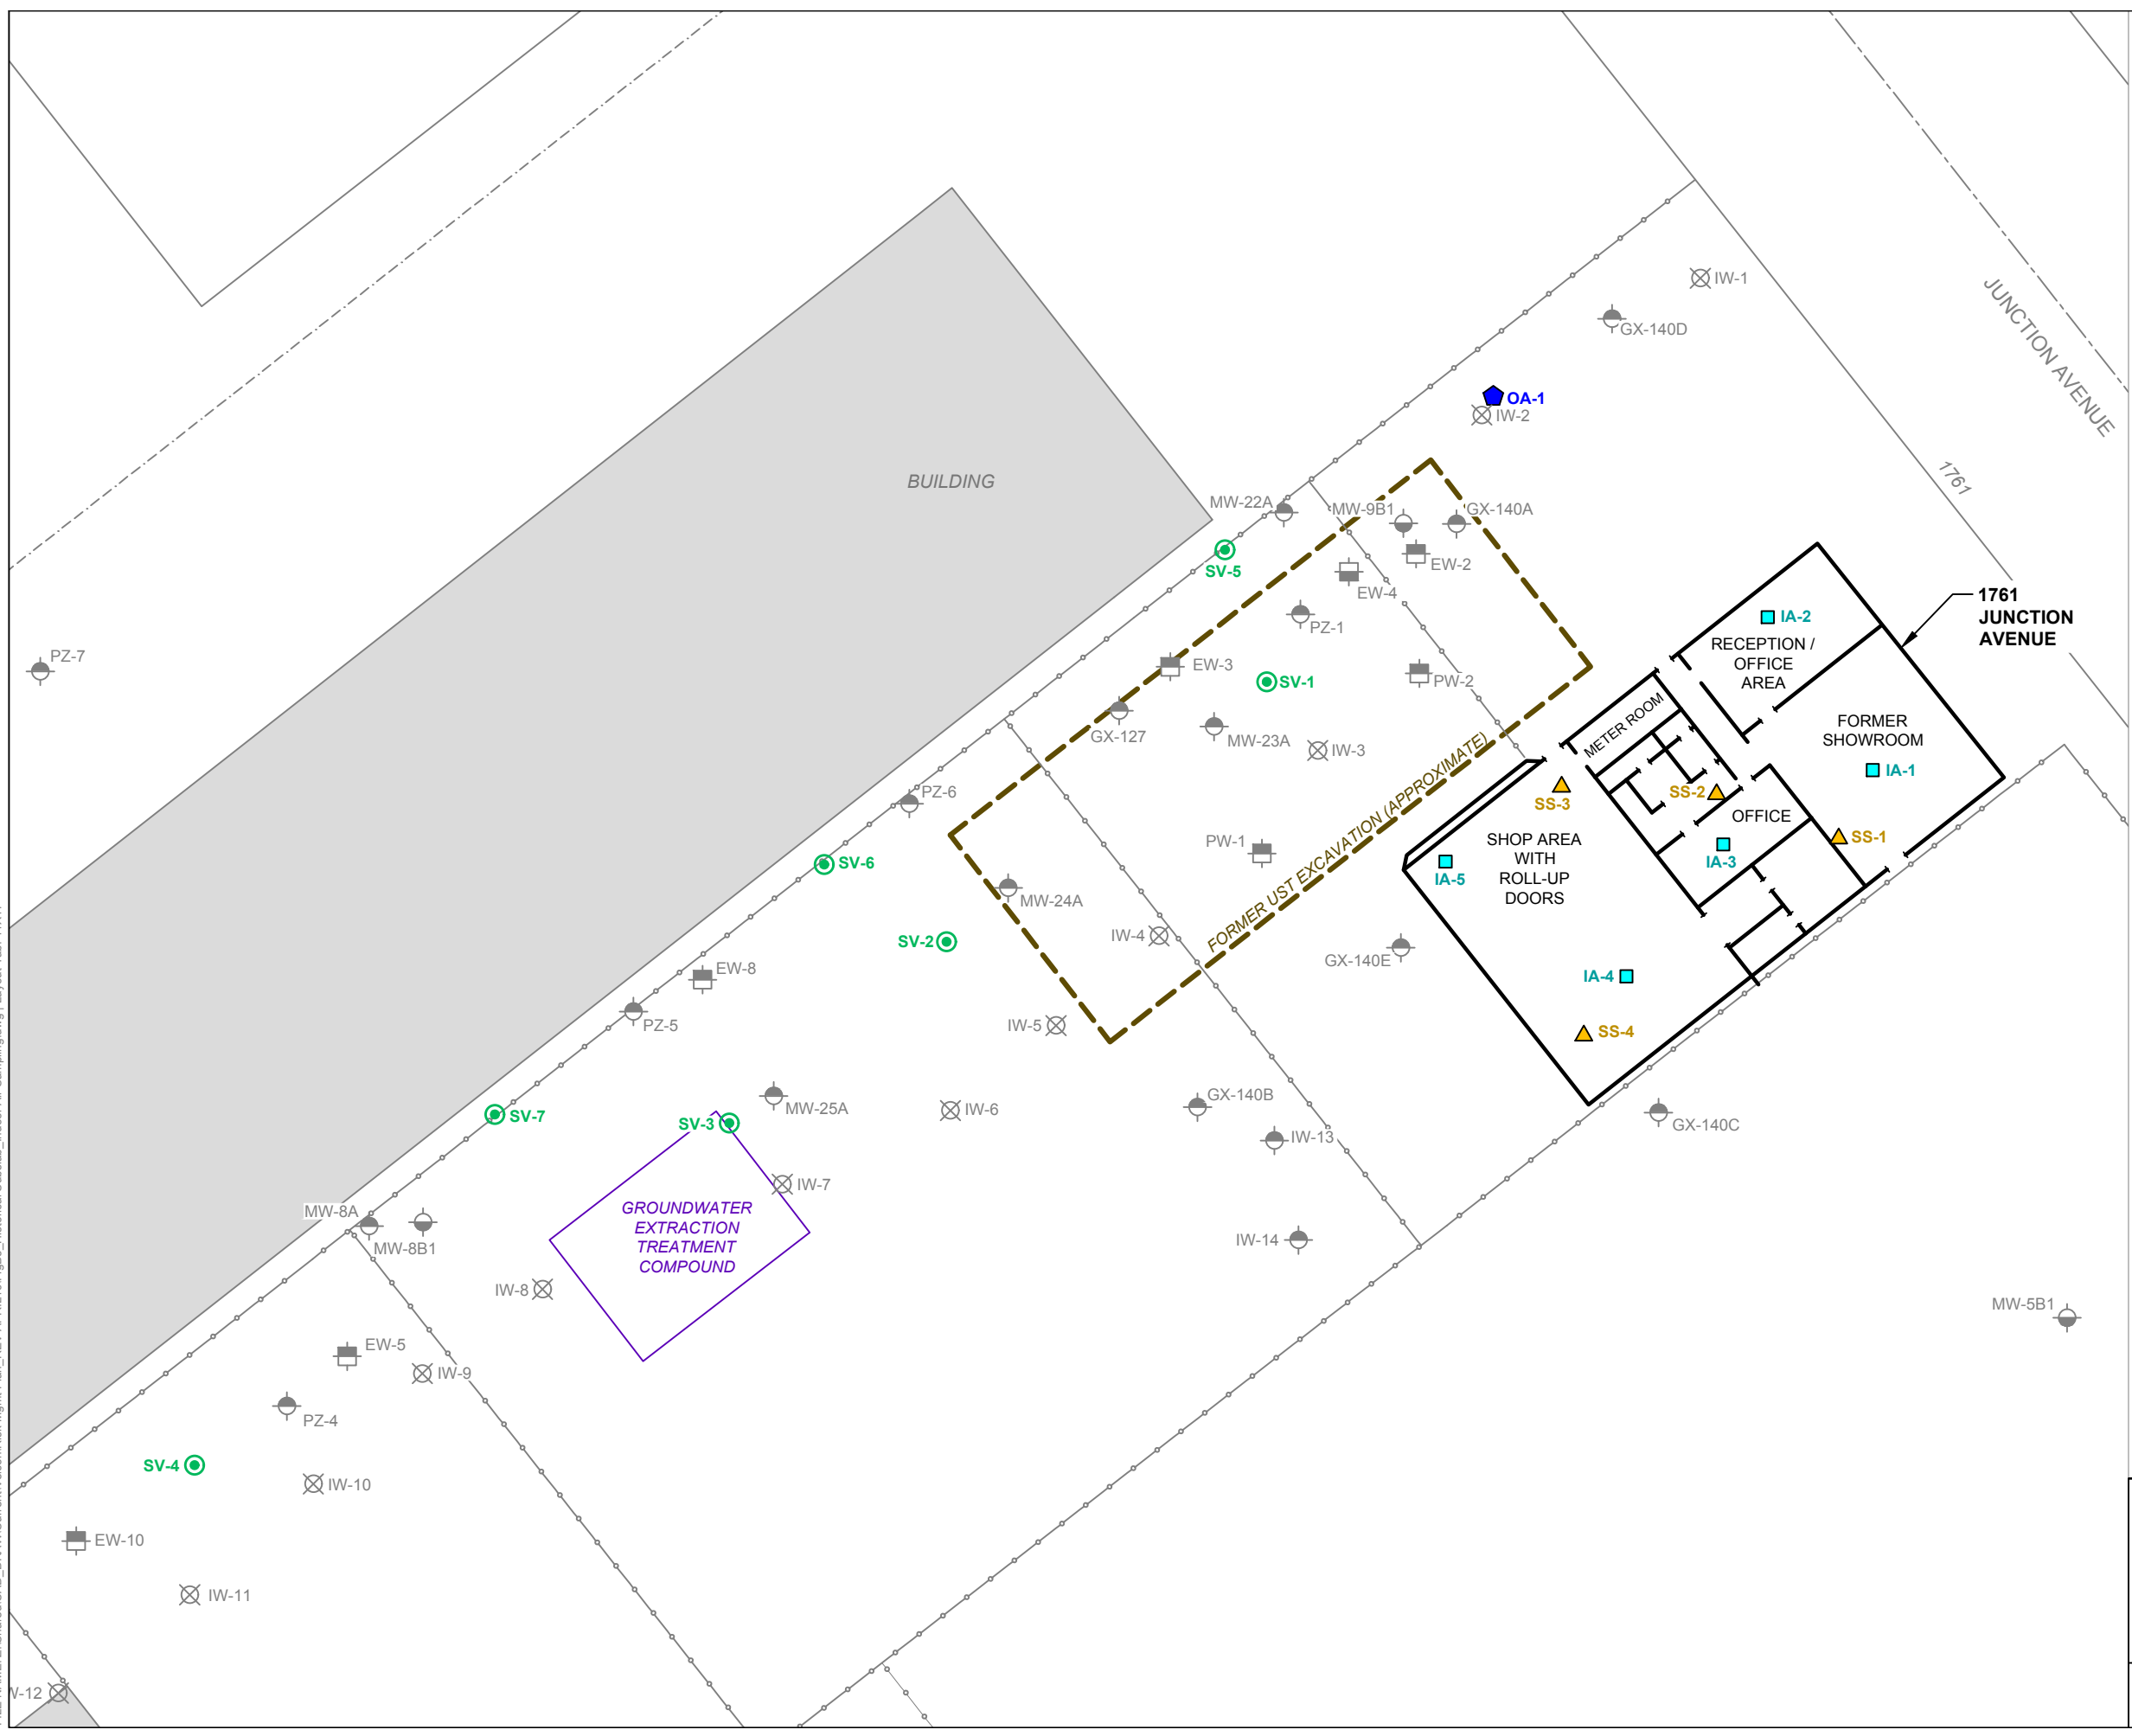 IW-1
GX-140D
JUNCTION AVENUE
OA-1
IW-2
BUILDING
1761
MW-22A
MW-9B1
GX-140A
SV-5
EW-2
EW-4
PZ-1
1761
JUNCTION
AVENUE
IA-2
RECEPTION /
OFFICE
AREA
PZ-7
EW-3
SV-1
PW-2
METER ROOM
GX-127
MW-23A
IW-3
FORMER
SHOWROOM
IA-1
PZ-6
SS-3
SS-2
OFFICE
SS-1
FORMER UST EXCAVATION (APPROXIMATE)
PW-1
SHOP AREA
WITH
ROLL-UP
DOORS
IA-3
IA-5
SV-6
MW-24A
SV-2
IW-4
GX-140E
EW-8
IA-4
PZ-5
IW-5
SS-4
MW-25A
IW-6
GX-140B
SV-7
SV-3
IW-13
GX-140C
IW-7
GROUNDWATER
EXTRACTION
TREATMENT
COMPOUND
MW-8A
MW-8B1
IW-14
IW-8
MW-5B1
EW-5
IW-9
PZ-4
SV-4
IW-10
EW-10
IW-11
W-12